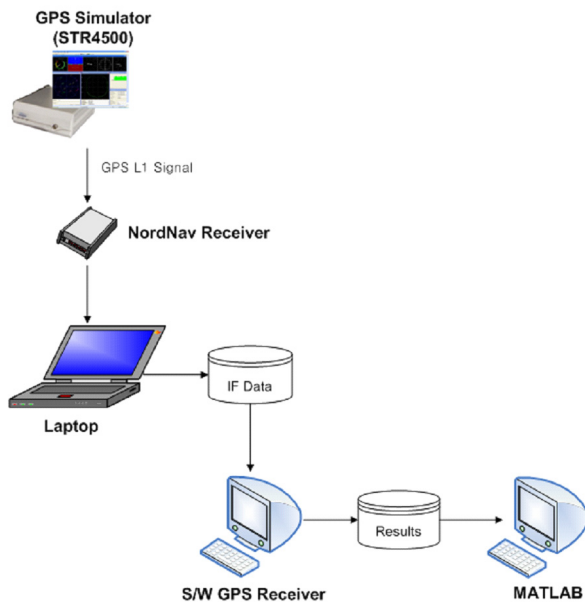 GPS Simulator
(STR4500)
GPS L1 Signal
NordNav Receiver
IF Data
Laptop
Results
S/W GPS Receiver
MATLAB